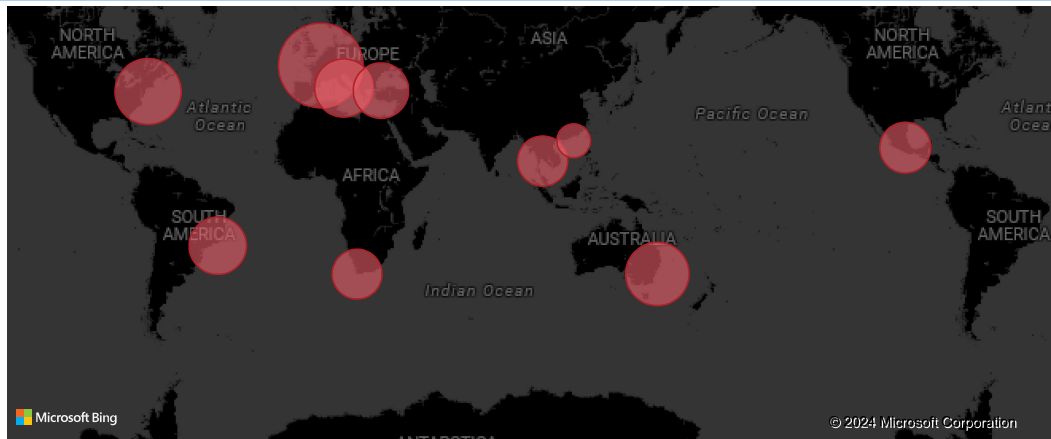 NORTH
AMERICA
EUROPE
ASIA
NORTH
AMERICA
Atlantic
Ocean
Pacific Ocean
Atlant
Ocea
AFRICA
SOUTH
AMERICA
AUSTRALIA
SOUTH
AMERICA
Indian Ocean
Microsoft Bing
© 2024 Microsoft Corporation
ANTARCTICA